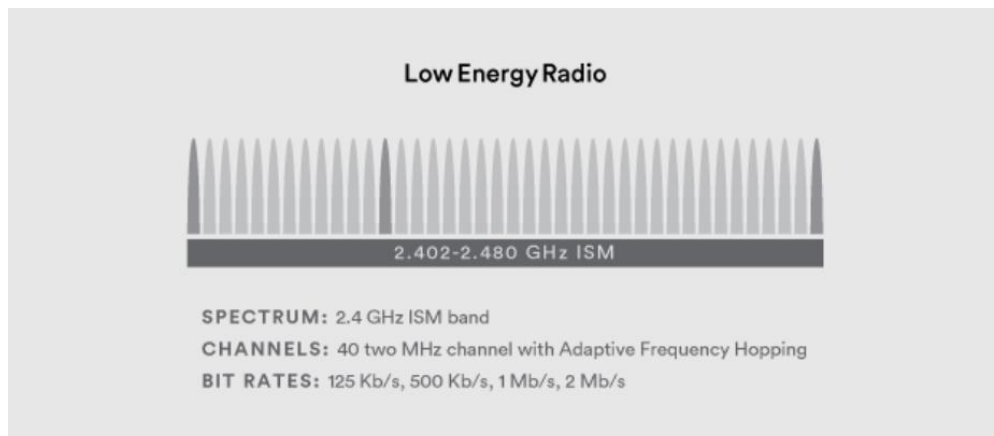 Low Energy Radio
2.402-2.480 GHz ISM
SPECTRUM: 2.4 GHz ISM band
CHANNELS: 40 two MHz channel with Adaptive Frequency Hopping
BIT RATES: 125 Kb/s, 500 Kb/s, 1 Mb/s, 2 Mb/s